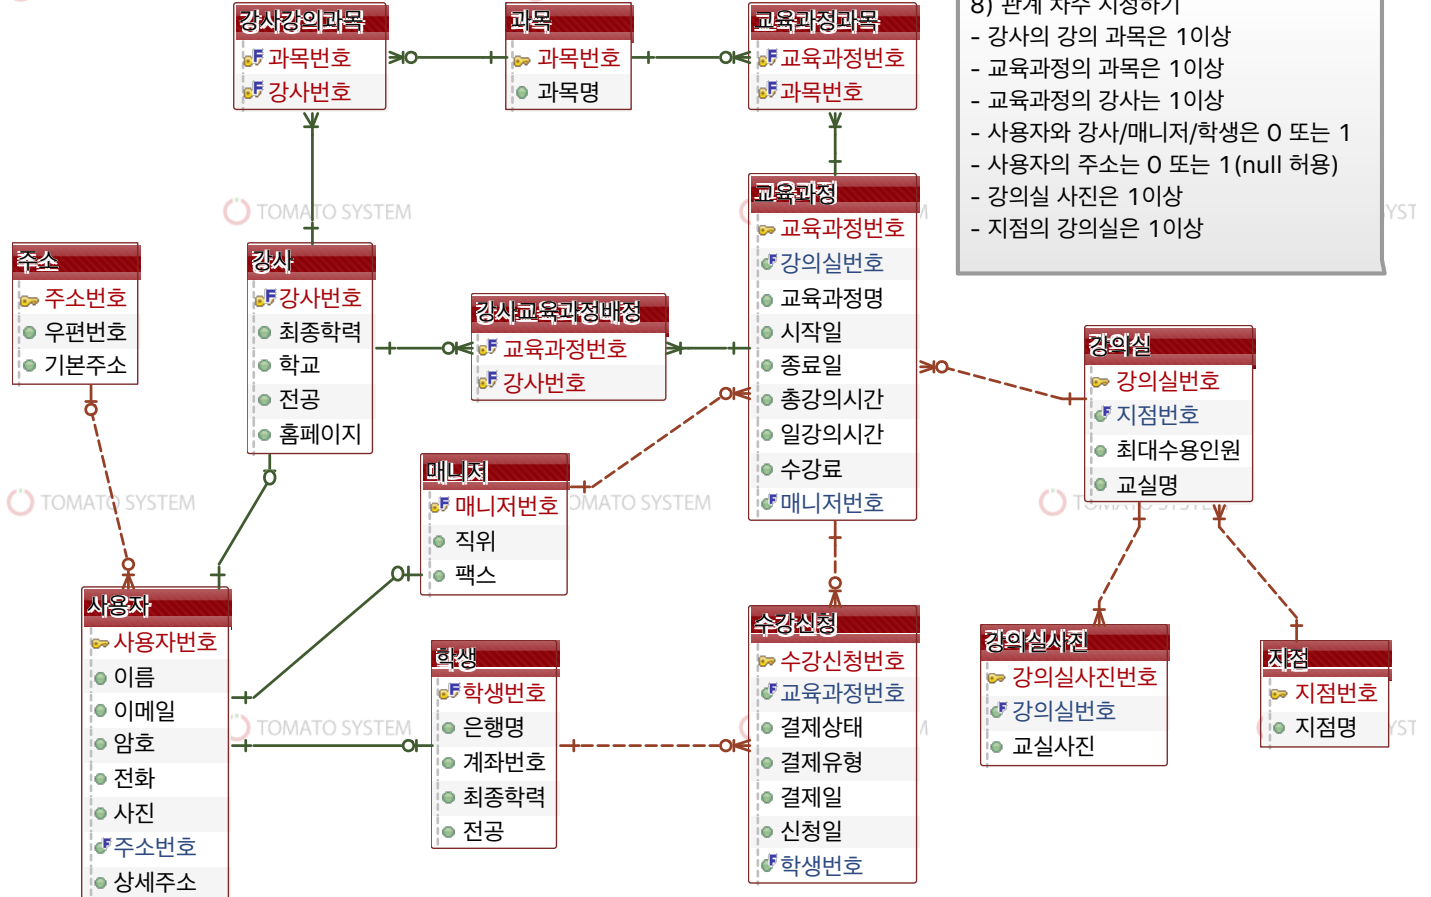 강사강의과목
과목번호
강사번호
과목
과목번호
과목명
교육과정과목
교육과정번호
과목번호
8) 관계 차수 지정하기
- 강사의 강의 과목은 1이상
- 교육과정의 과목은 1이상
- 교육과정의 강사는 1이상
- 사용자와 강사/매니저/학생은 0 또는 1
- 사용자의 주소는 0 또는 1(null 허용)
- 강의실 사진은 1이상
- 지점의 강의실은 1이상
TOMATO SYSTEM
주소
주소번호
우편번호
기본주소
강사
강사번호
최종학력
학교
전공
홈페이지
강사교육과정배정
교육과정번호
강사번호
교육과정
교육과정번호
강의실번호
교육과정명
시작일
종료일
총강의시간
일강의시간
수강료
매니저번호
강의실
강의실번호
지점번호
최대수용인원
교실명
매니저
매니저번호
직위
팩스
TOMATO SYSTEM
TOMATO SYSTEM
사용자
사용자번호
이름
이메일
암호
전화
사진
주소번호
상세주소
학생
학생번호
은행명
계좌번호
최종학력
전공
TOMATO SYSTEM
수강신청
수강신청번호
교육과정번호
결제상태
결제유형
결제일
신청일
학생번호
강의실사진
강의실사진번호
강의실번호
교실사진
지점
지점번호
지점명